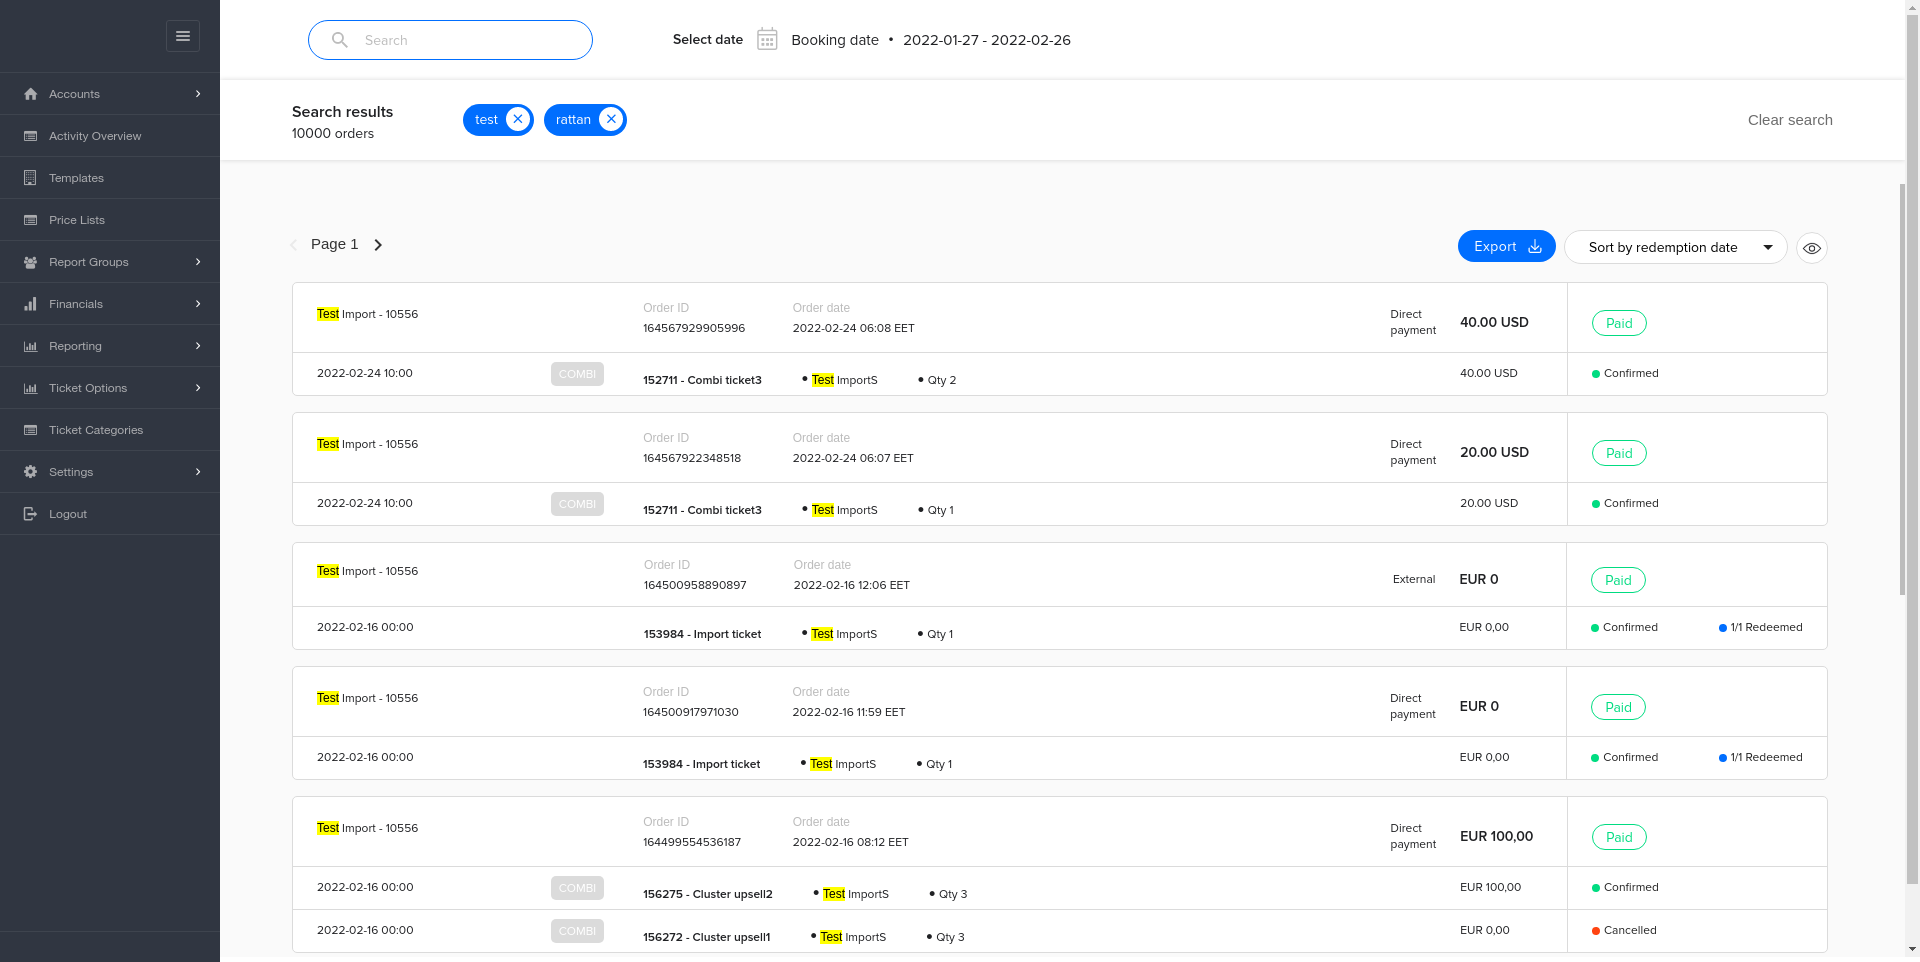 Search
Select date
Booking date • 2022-01-27 - 2022-02-26
Accounts
Activity Overview
Templates
Price Lists
Report Groups
Financials
Reporting
Ticket Options
Ticket Categories
Settings
Logout
Search results
10000 orders
test
rattan
Clear search
Page 1
Export
Sort by redemption date
Test Import - 10556
Order ID
164567929905996
Order date
2022-02-24 06:08 EET
Direct
payment
40.00 USD
Paid
2022-02-24 10:00
COMBI
152711 - Combi ticket3
• Test ImportS
• Qty 2
40.00 USD
Confirmed
Test Import - 10556
Order ID
164567922348518
Order date
2022-02-24 06:07 EET
Direct
payment
20.00 USD
Paid
2022-02-24 10:00
COMBI
152711 - Combi ticket3
• Test ImportS
• Qty 1
20.00 USD
Confirmed
Test Import - 10556
Order ID
164500958890897
Order date
2022-02-16 12:06 EET
External
EUR 0
Paid
2022-02-16 00:00
153984 - Import ticket
• Test ImportS
• Qty 1
EUR 0,00
Confirmed
1/1 Redeemed
Test Import - 10556
Order ID
164500917971030
Order date
2022-02-16 11:59 EET
Direct
payment
EUR 0
Paid
2022-02-16 00:00
153984 - Import ticket
• Test ImportS
• Qty 1
EUR 0,00
Confirmed
1/1 Redeemed
Test Import - 10556
Order ID
164499554536187
Order date
2022-02-16 08:12 EET
Direct
payment
EUR 100,00
Paid
2022-02-16 00:00
COMBI
156275 - Cluster upsell2
• Test ImportS
• Qty 3
EUR 100,00
Confirmed
2022-02-16 00:00
COMBI
156272 - Cluster upsell1
• Test ImportS
• Qty 3
EUR 0,00
Cancelled